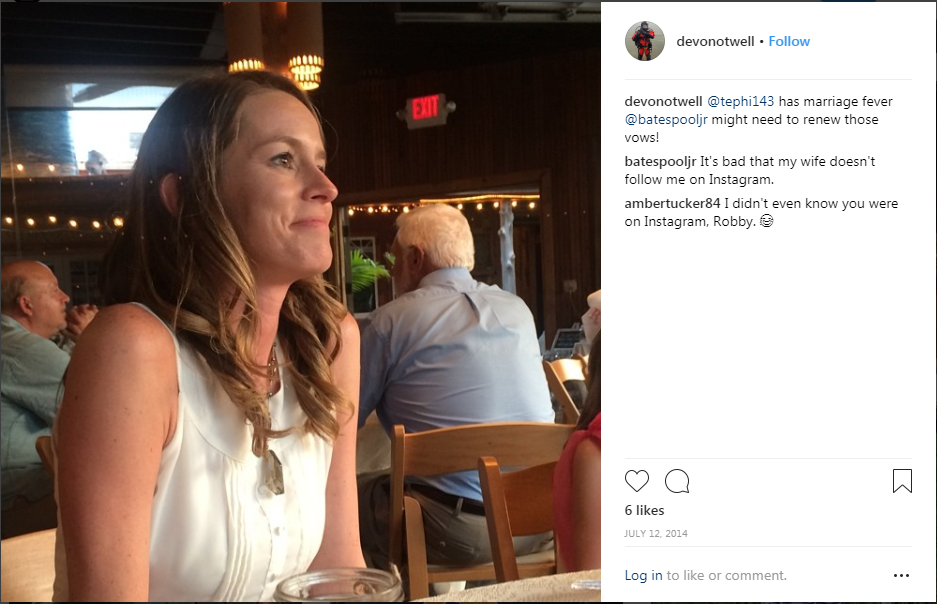 EXIT
devonotwell • Follow
devonotwell @tephi143 has marriage fever
@batespooljr might need to renew those
vows!
batespooljr It's bad that my wife doesn't
follow me on Instagram.
ambertucker84 I didn't even know you were
on Instagram, Robby. 😂
6 likes
JULY 12, 2014
Log in to like or comment.